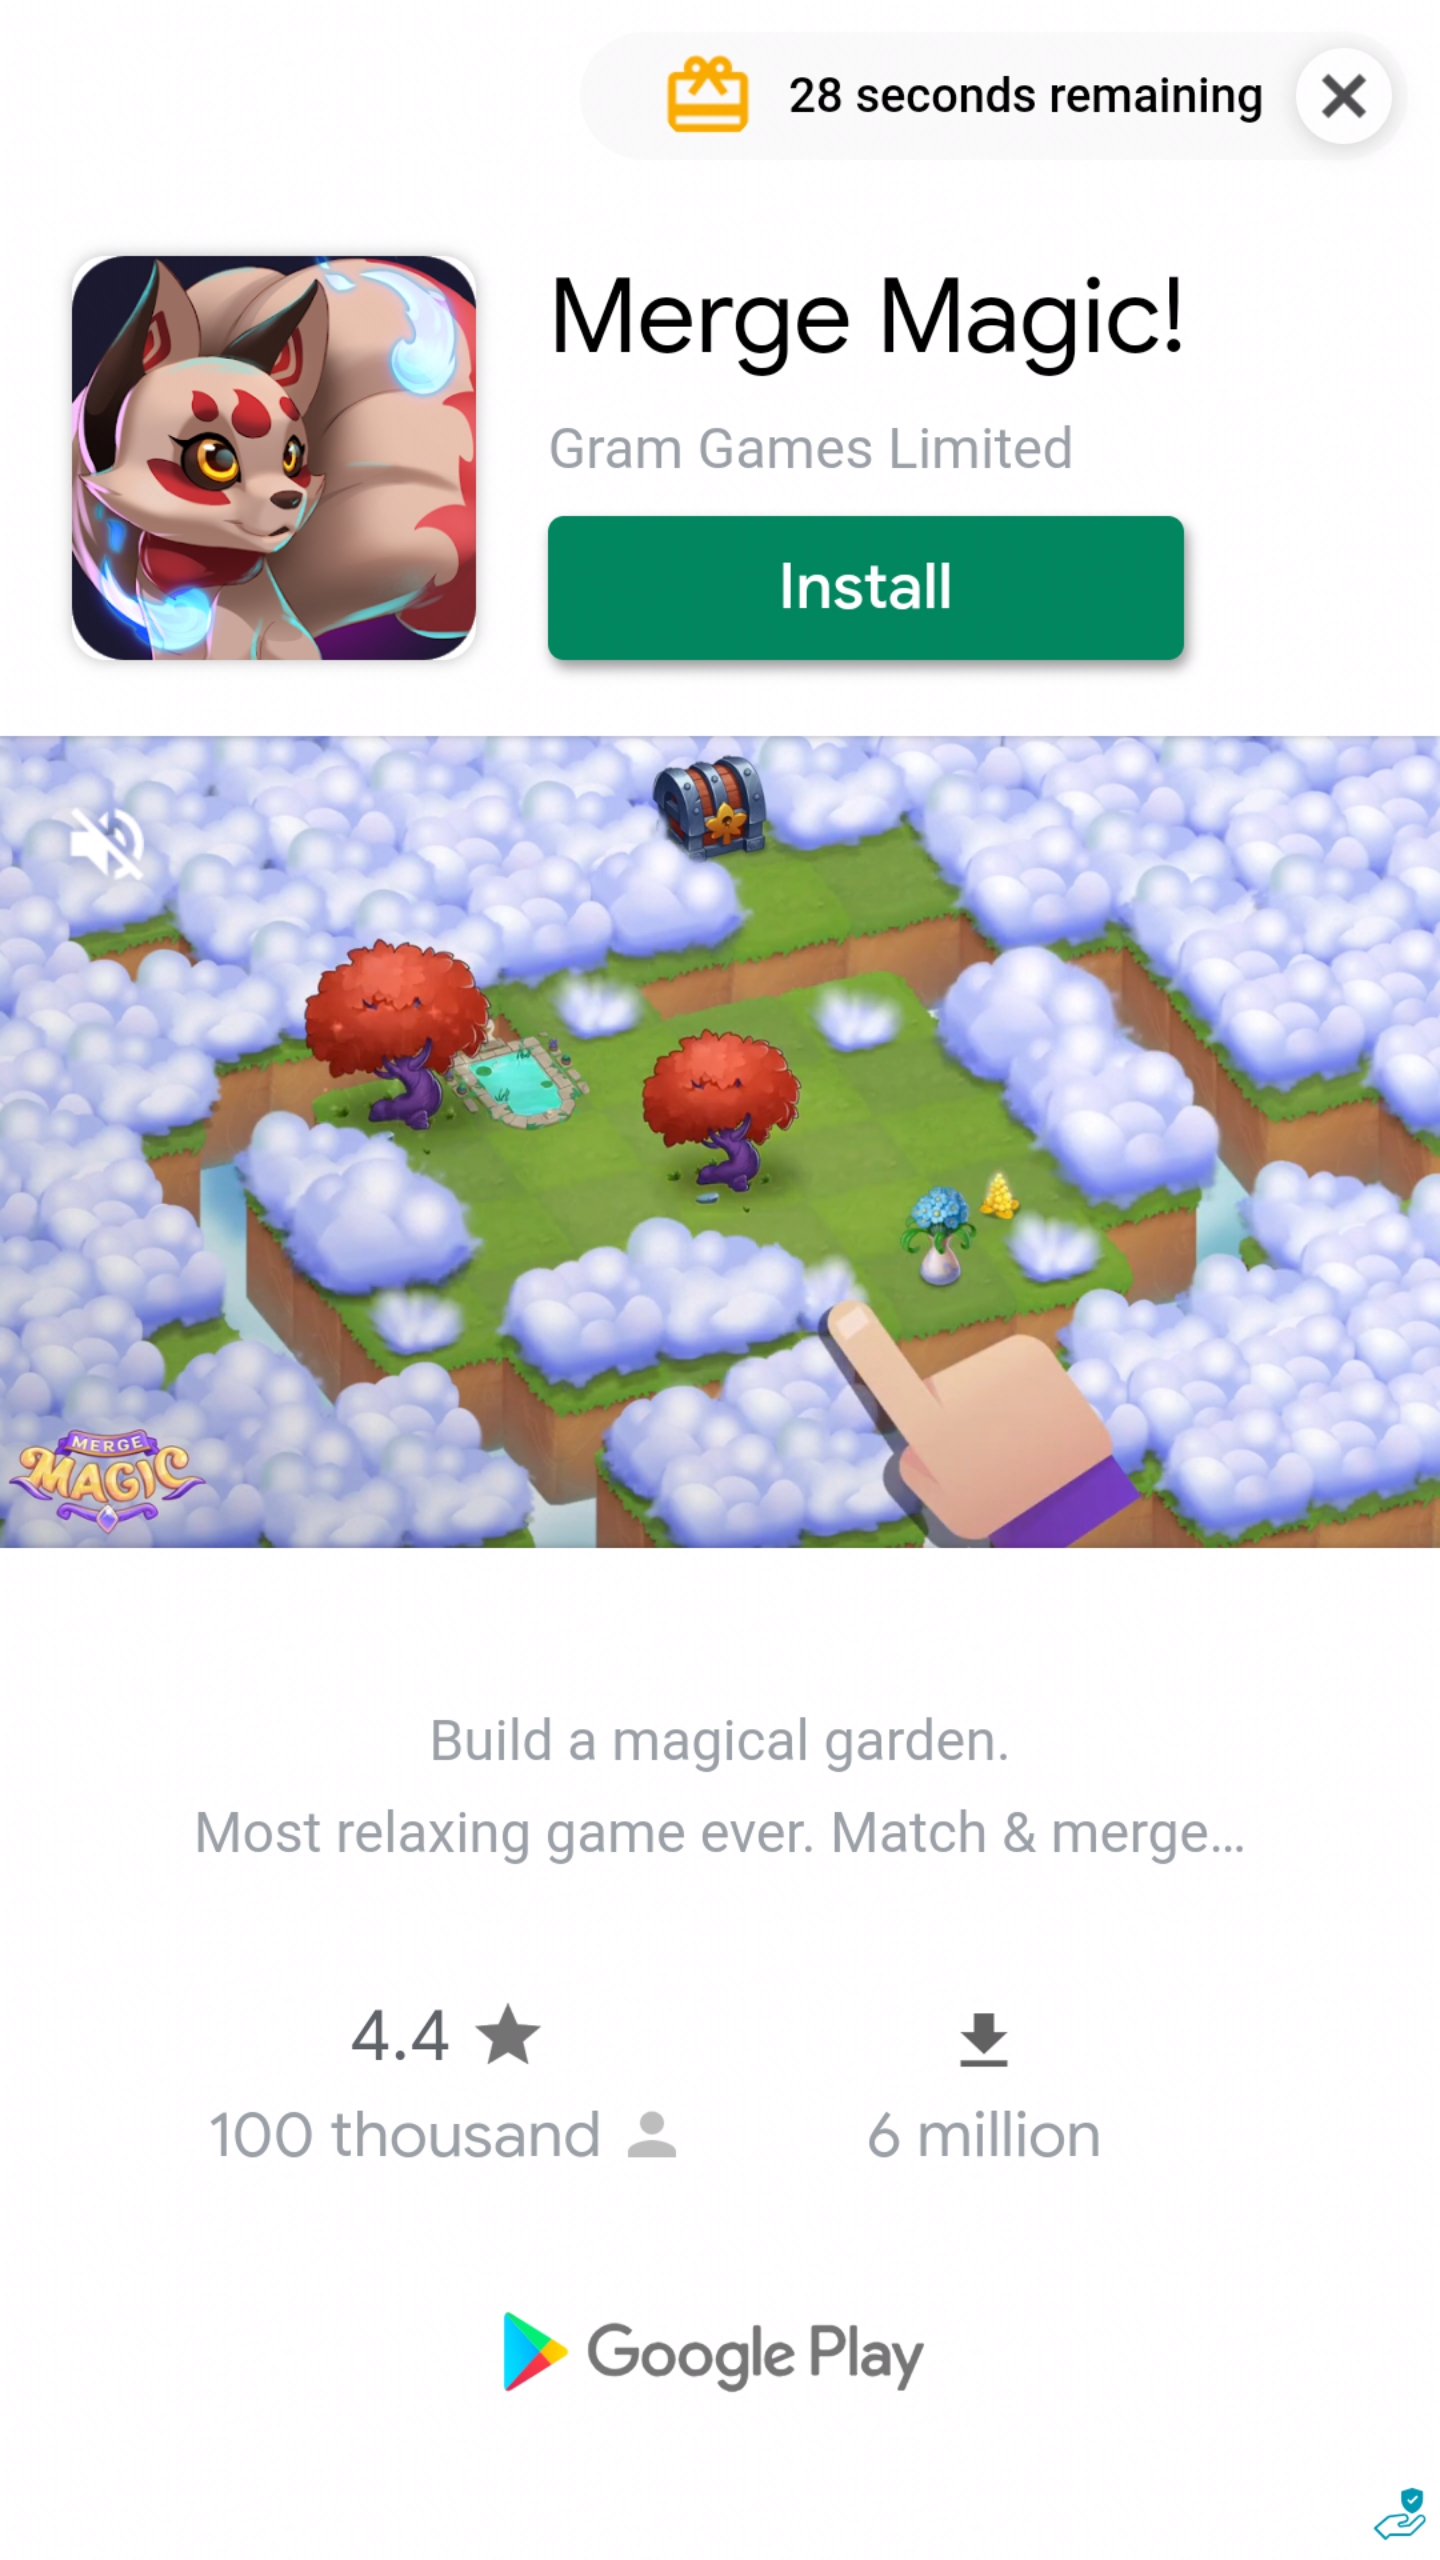 28 seconds remaining
Merge Magic!
Gram Games Limited
Install
MERGE
MAGIC
Build a magical garden.
Most relaxing game ever. Match & merge...
4.4
100 thousand
6 million
Google Play